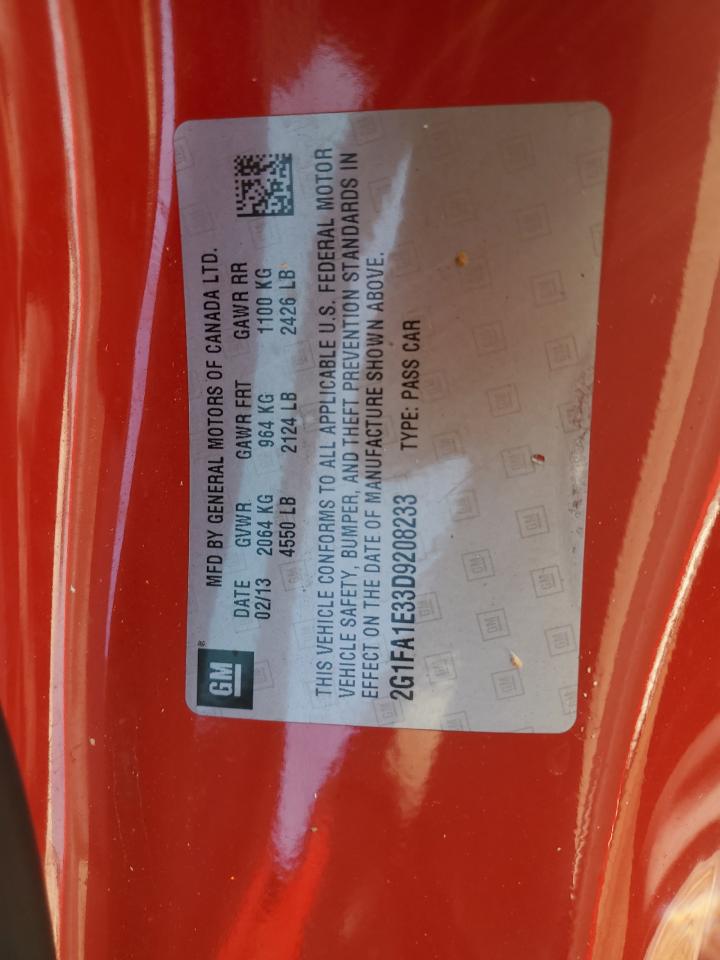 GM
MFD BY GENERAL MOTORS OF CANADA LTD.
DATE GVWR GAWR FRT GAWR RR
02/13 2064 KG 964 KG 1100 KG
4550 LB 2124 LB 2426 LB
THIS VEHICLE CONFORMS TO ALL APPLICABLE U.S. FEDERAL MOTOR
VEHICLE SAFETY, BUMPER, AND THEFT PREVENTION STANDARDS IN
EFFECT ON THE DATE OF MANUFACTURE SHOWN ABOVE.
2G1FA1E33D9208233 TYPE: PASS CAR